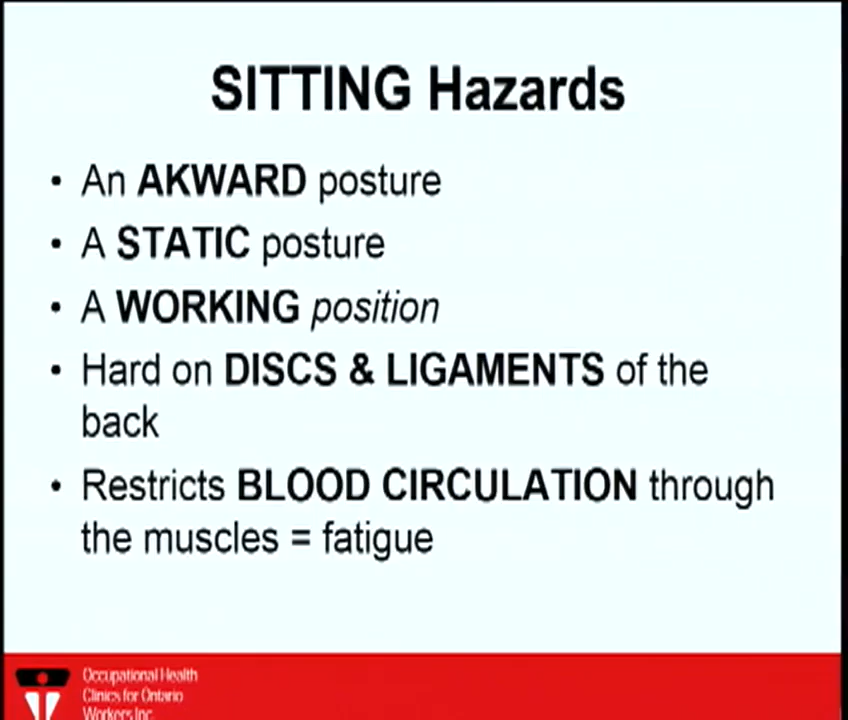 SITTING Hazards
• An AKWARD posture
• A STATIC posture
• A WORKING position
• Hard on DISCS & LIGAMENTS of the
back
• Restricts BLOOD CIRCULATION through
the muscles = fatigue
Occupational Health
Clinics for Ontario
Workers Inc.